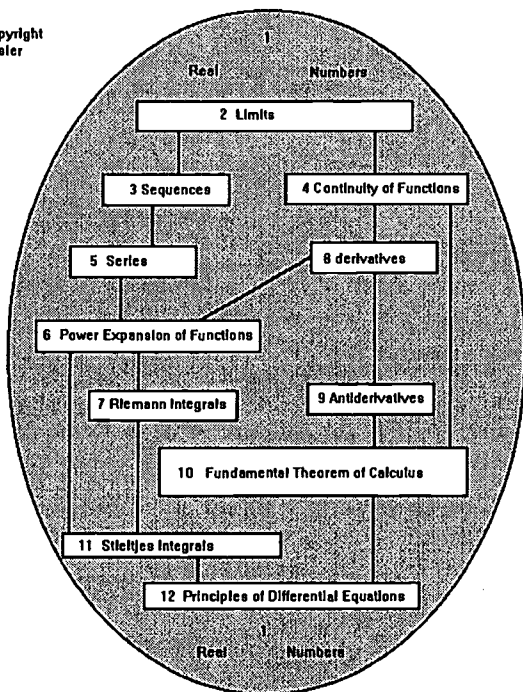 pyright
1
Real Numbers
2 Limits
3 Sequences
4 Continuity of Functions
5 Series
8 derivatives
6 Power Expansion of Functions
7 Riemann Integrals
9 Antiderivatives
10 Fundamental Theorem of Calculus
11 Stieltjes Integrals
12 Principles of Differential Equations
1
Real Numbers